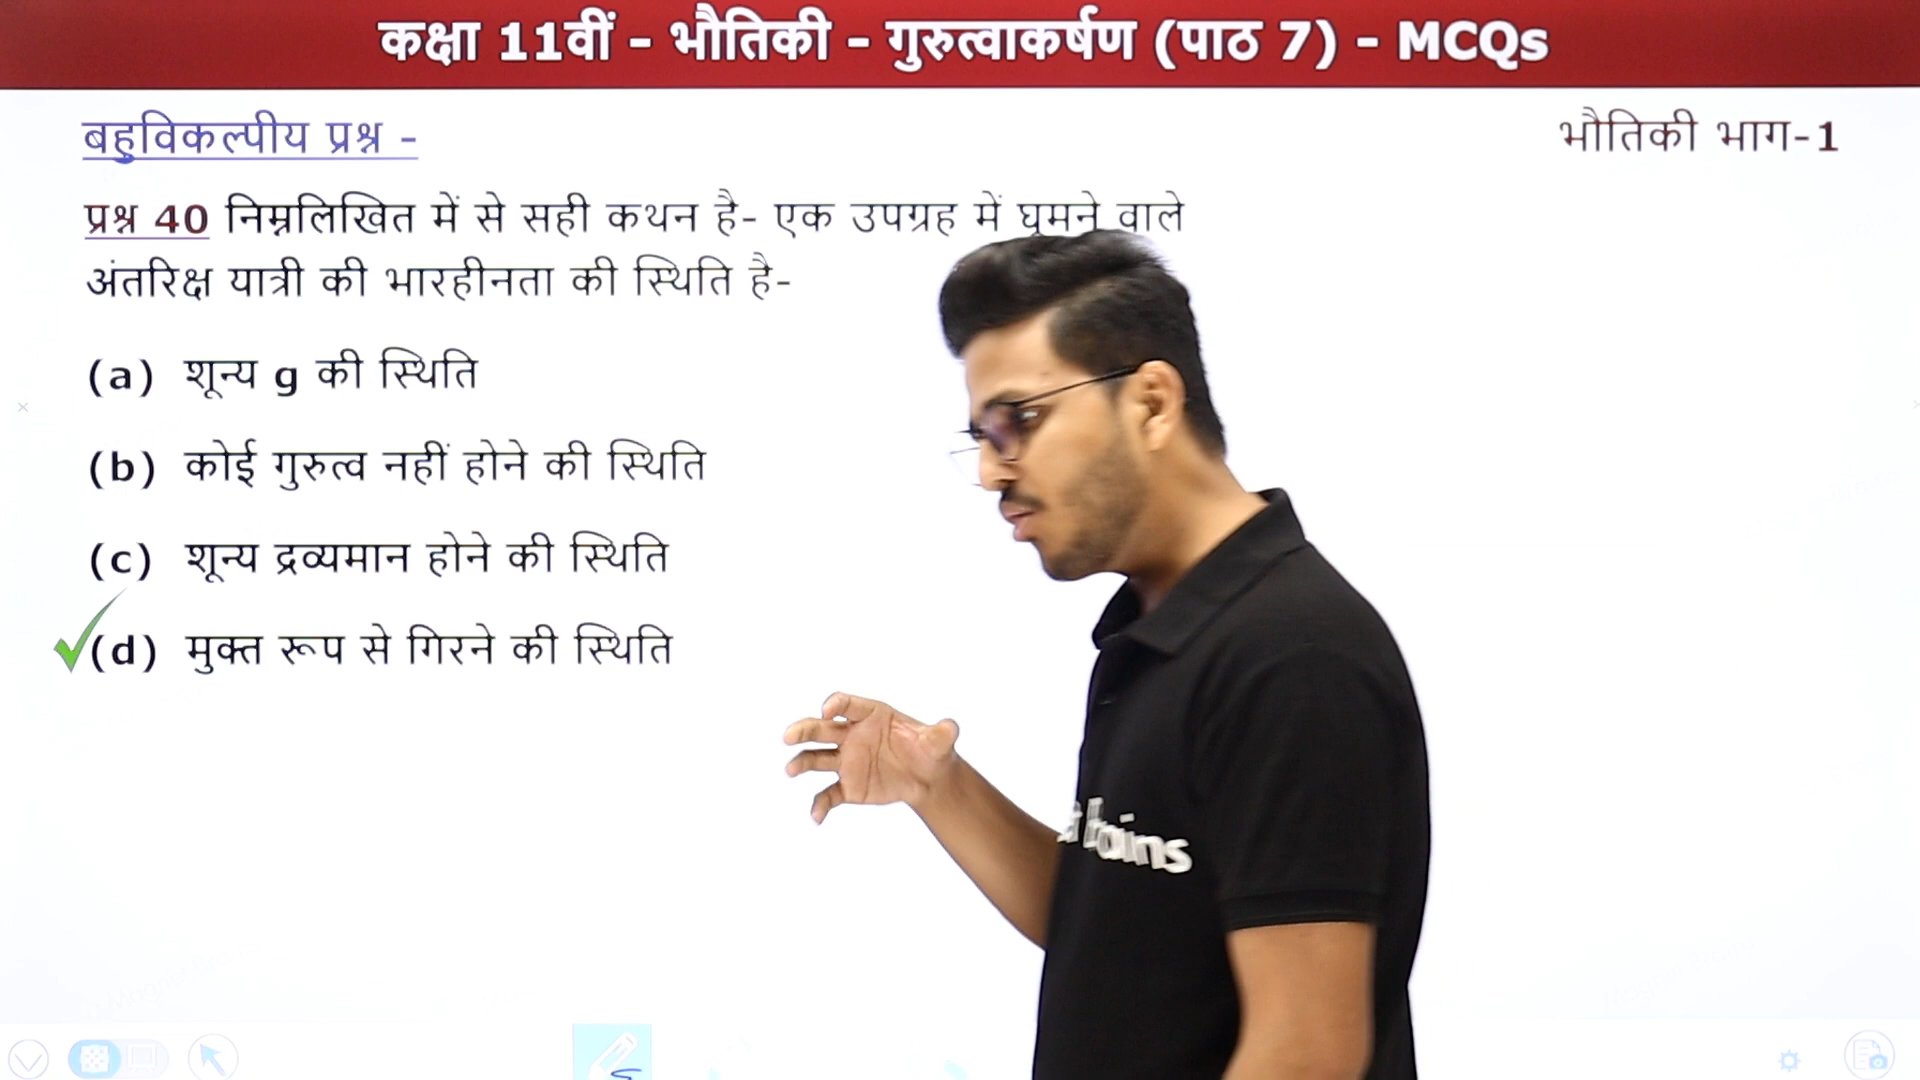 कक्षा 11वीं - भौतिकी - गुरुत्वाकर्षण (पाठ 7) - MCQs
बहुविकल्पीय प्रश्न -
भौतिकी भाग-1
प्रश्न 40 निम्नलिखित में से सही कथन है- एक उपग्रह में घूमने वाले
अंतरिक्ष यात्री की भारहीनता की स्थिति है-
(a) शून्य g की स्थिति
(b) कोई गुरुत्व नहीं होने की स्थिति
(c) शून्य द्रव्यमान होने की स्थिति
(d) मुक्त रूप से गिरने की स्थिति